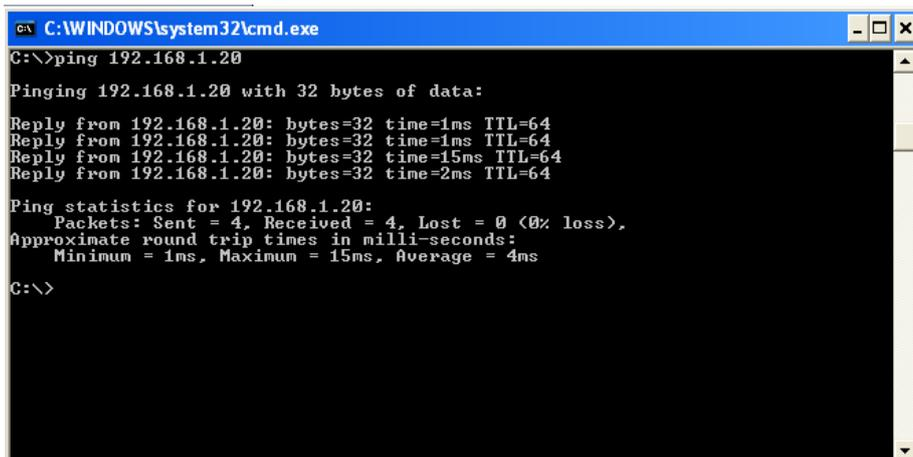 C:\WINDOWS\system32\cmd.exe
C:\>ping 192.168.1.20
Pinging 192.168.1.20 with 32 bytes of data:
Reply from 192.168.1.20: bytes=32 time=1ms TTL=64
Reply from 192.168.1.20: bytes=32 time=1ms TTL=64
Reply from 192.168.1.20: bytes=32 time=15ms TTL=64
Reply from 192.168.1.20: bytes=32 time=2ms TTL=64
Ping statistics for 192.168.1.20:
Packets: Sent = 4, Received = 4, Lost = 0 (0% loss),
Approximate round trip times in milli-seconds:
Minimum = 1ms, Maximum = 15ms, Average = 4ms
C:\>